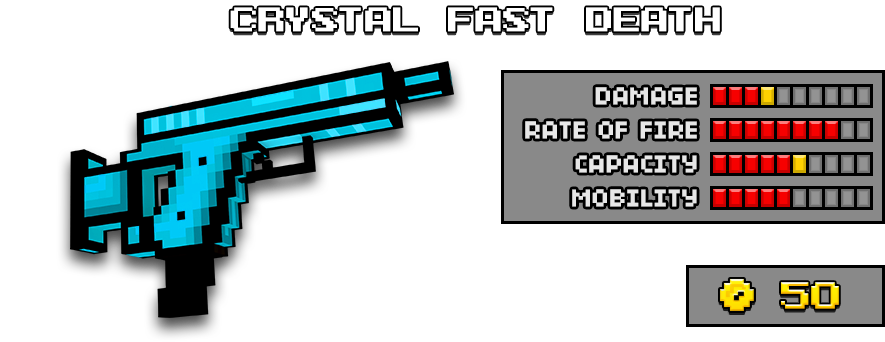 CRYSTAL FAST DEATH
DAMAGE
RATE OF FIRE
CAPACITY
MOBILITY
50